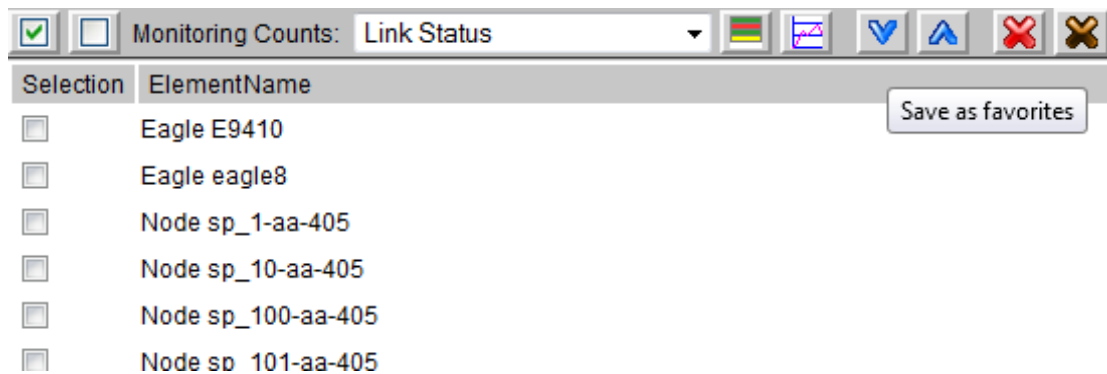 Monitoring Counts: Link Status
Selection ElementName
Save as favorites
Eagle E9410
Eagle eagle8
Node sp_1-aa-405
Node sp_10-aa-405
Node sp_100-aa-405
Node sp_101-aa-405